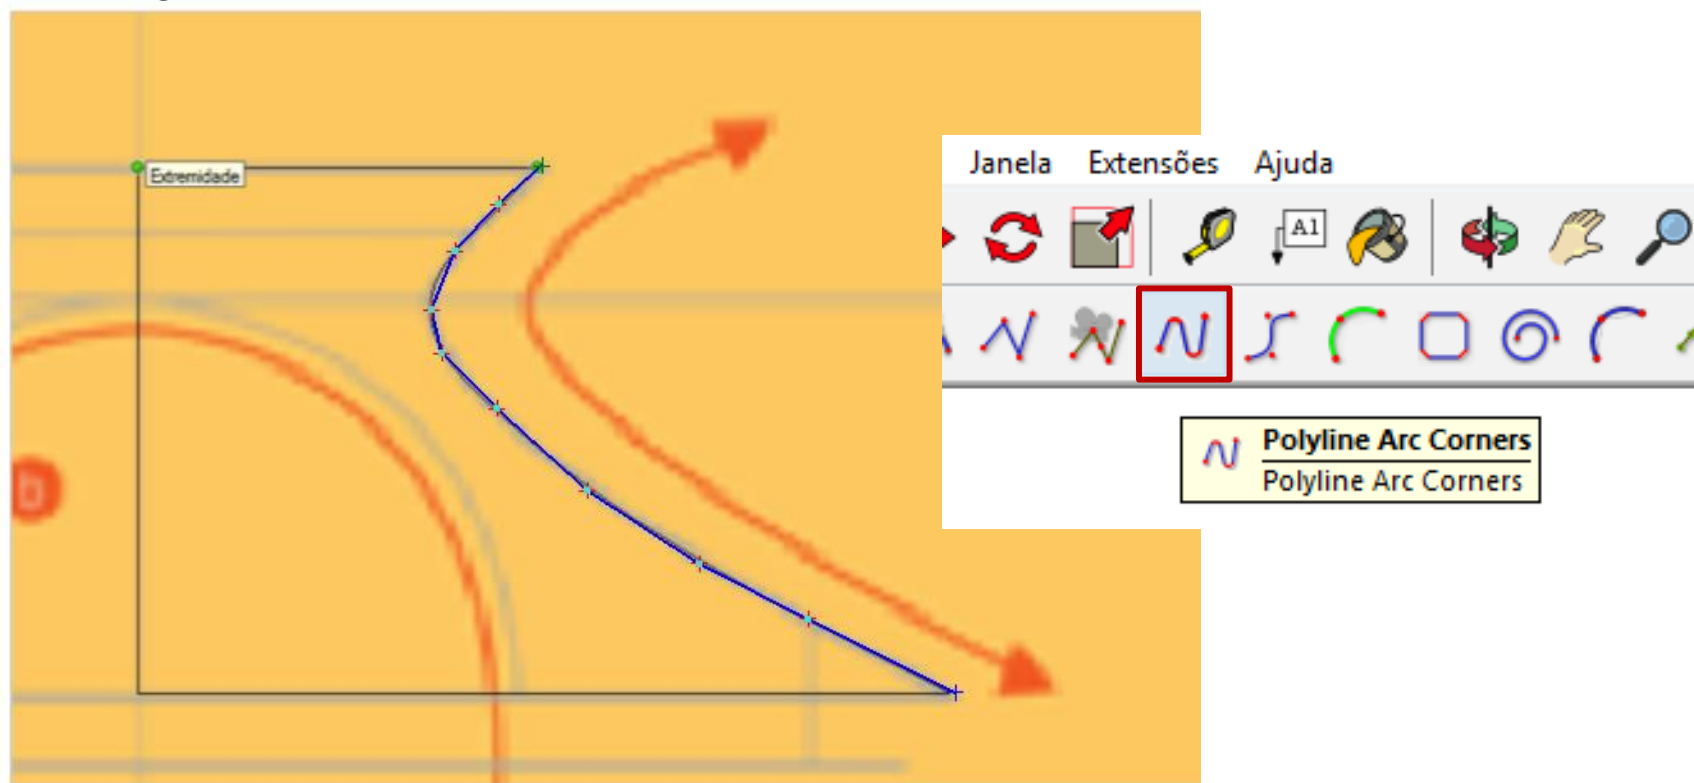 Extremidade
b
Janela Extensões Ajuda
A1
Polyline Arc Corners
Polyline Arc Corners